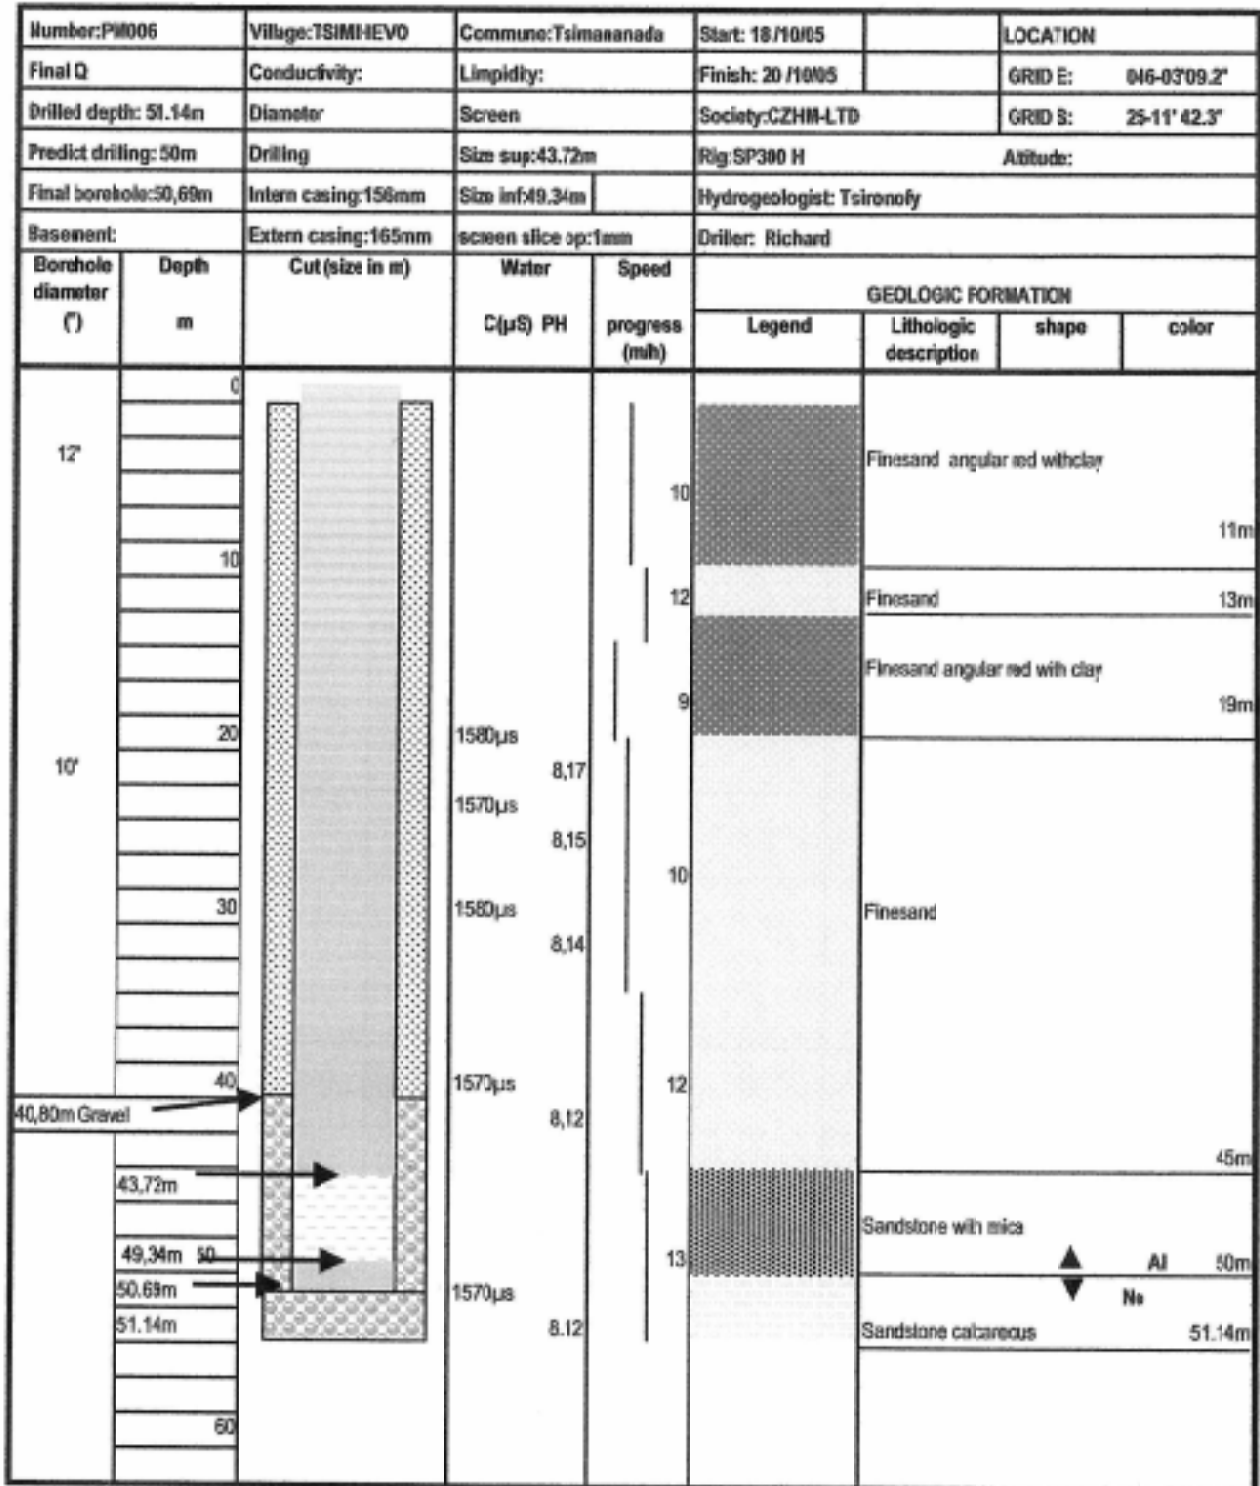 Number:PM006 Village:TSIMIHEVO Commune:Tsimananada Start: 18/10/05 LOCATION
Final Q Conductivity: Limpidity: Finish: 20 /10/05 GRID E: 046-03'09.2"
Drilled depth: 51.14m Diameter Screen Society:CZHM-LTD GRID S: 25-11' 42.3"
Predict drilling: 50m Drilling Size sup:43.72m Rig:SP300 H Altitude:
Final borehole:50,69m Intern casing:156mm Size inf:49.34m Hydrogeologist: Tsironofy
Basement: Extern casing:165mm screen slice op:1mm Driller: Richard
Borehole diameter (") Depth m Cut (size in m) Water C(µS) PH Speed progress (m/h) GEOLOGIC FORMATION
Legend Lithologic description shape color
0
12" Finesand angular red withclay
10
11m
10
12 Finesand 13m
Finesand angular red with clay
9 19m
20 1580µs
10" 8,17
1570µs
8,15
10
30 1580µs Finesand
8,14
40 1570µs 12
40,80m Gravel 8,12
45m
43,72m
Sandstone with mica
49,34m 50 13 Al 50m
50.69m 1570µs Ne
51.14m 8.12 Sandstone calcareous 51.14m
60